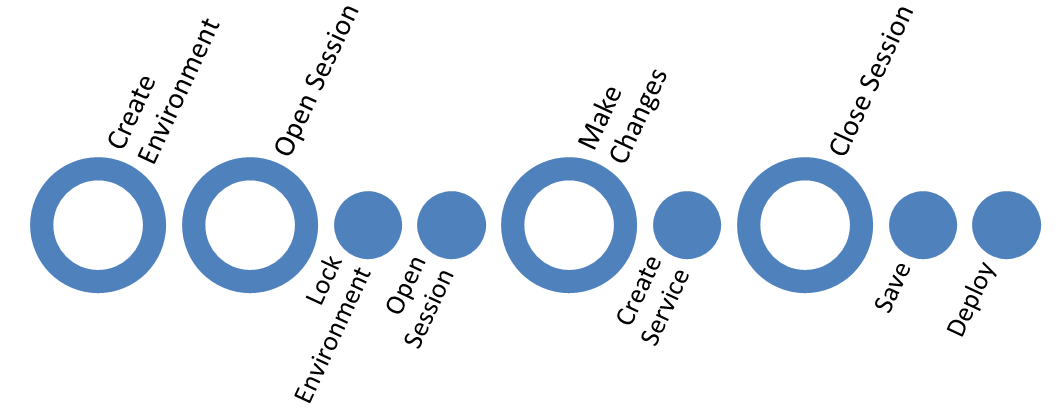 Create
Environment
Open Session
Lock
Environment
Open
Session
Make
Changes
Create
Service
Close Session
Save
Deploy